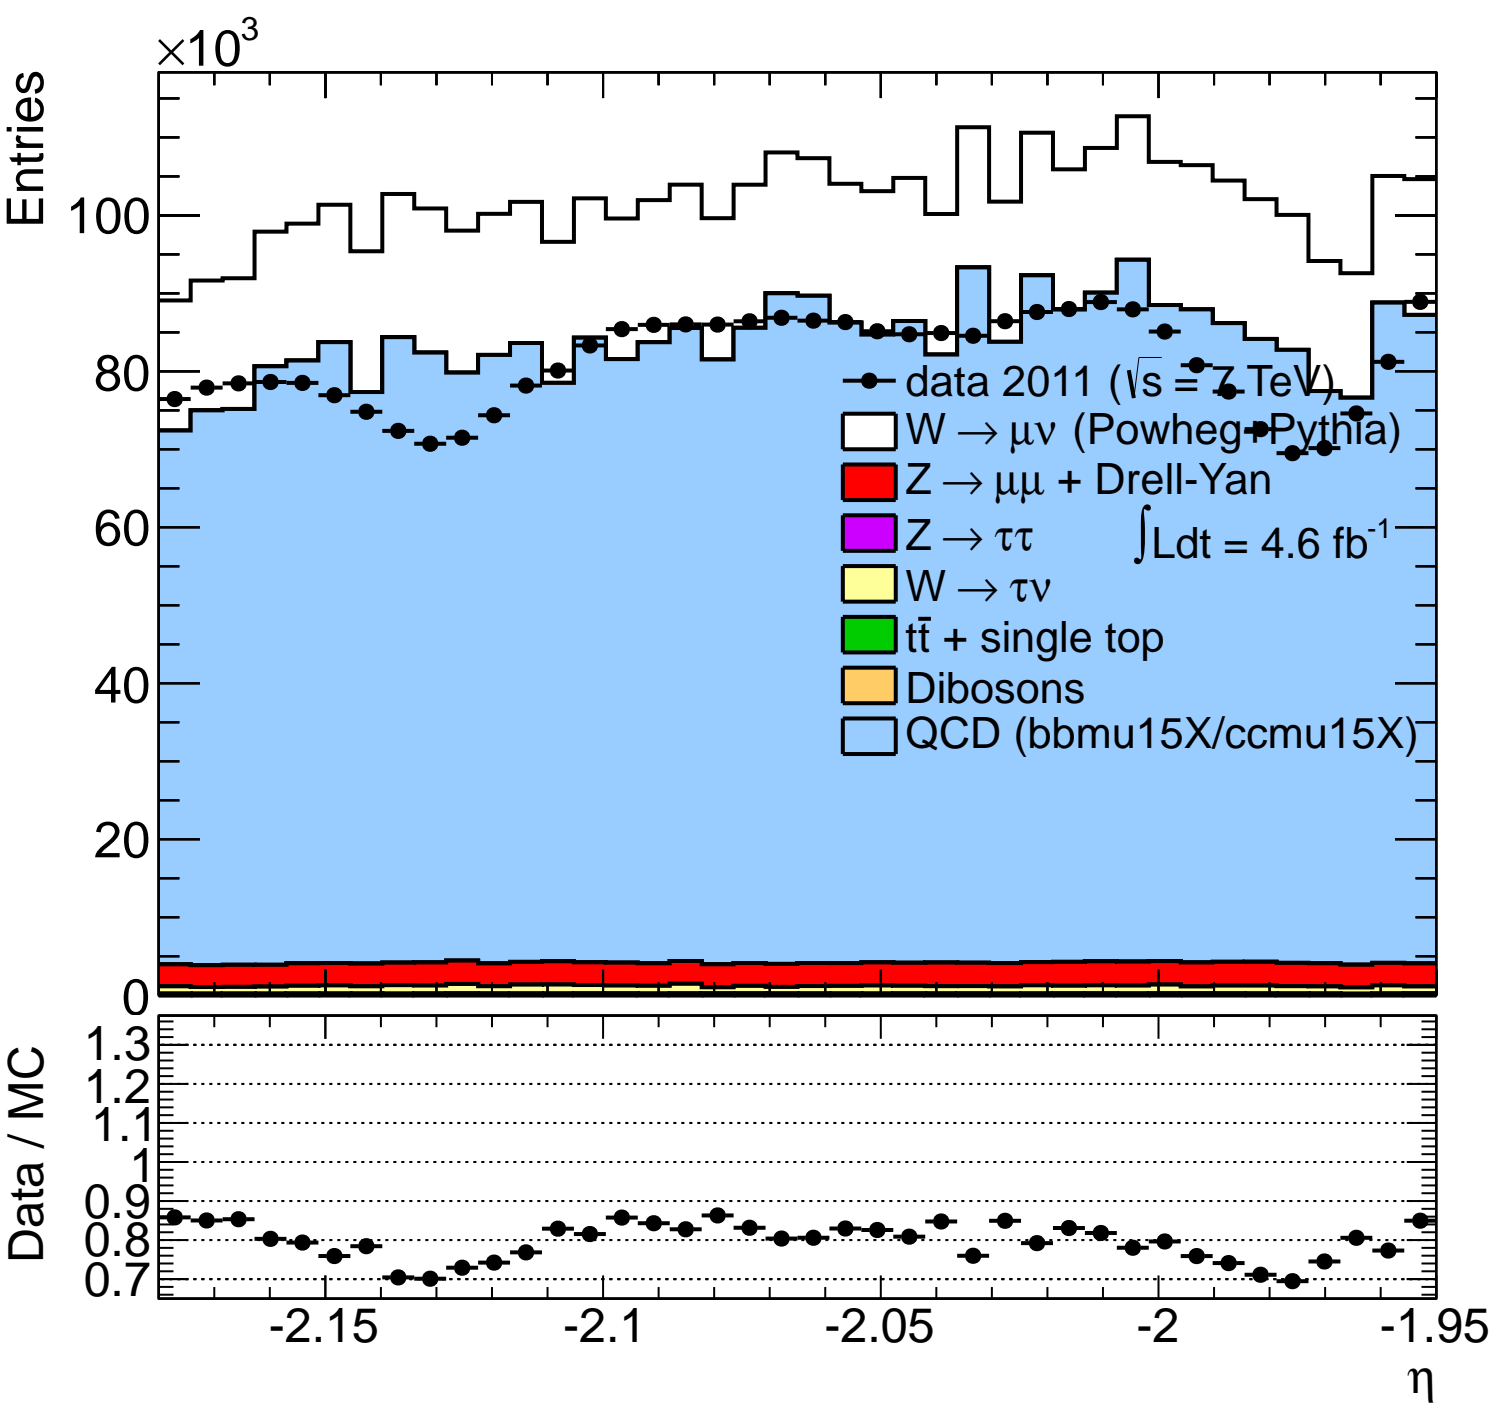 ×10³
Entries
100
80
60
40
20
0
data 2011 (√s = 7 TeV)
W → μν (Powheg+Pythia)
Z → μμ + Drell-Yan
Z → ττ
∫Ldt = 4.6 fb⁻¹
W → τν
tt̄ + single top
Dibosons
QCD (bbmu15X/ccmu15X)
Data / MC
1.3
1.2
1.1
1
0.9
0.8
0.7
-2.15 -2.1 -2.05 -2 -1.95
η